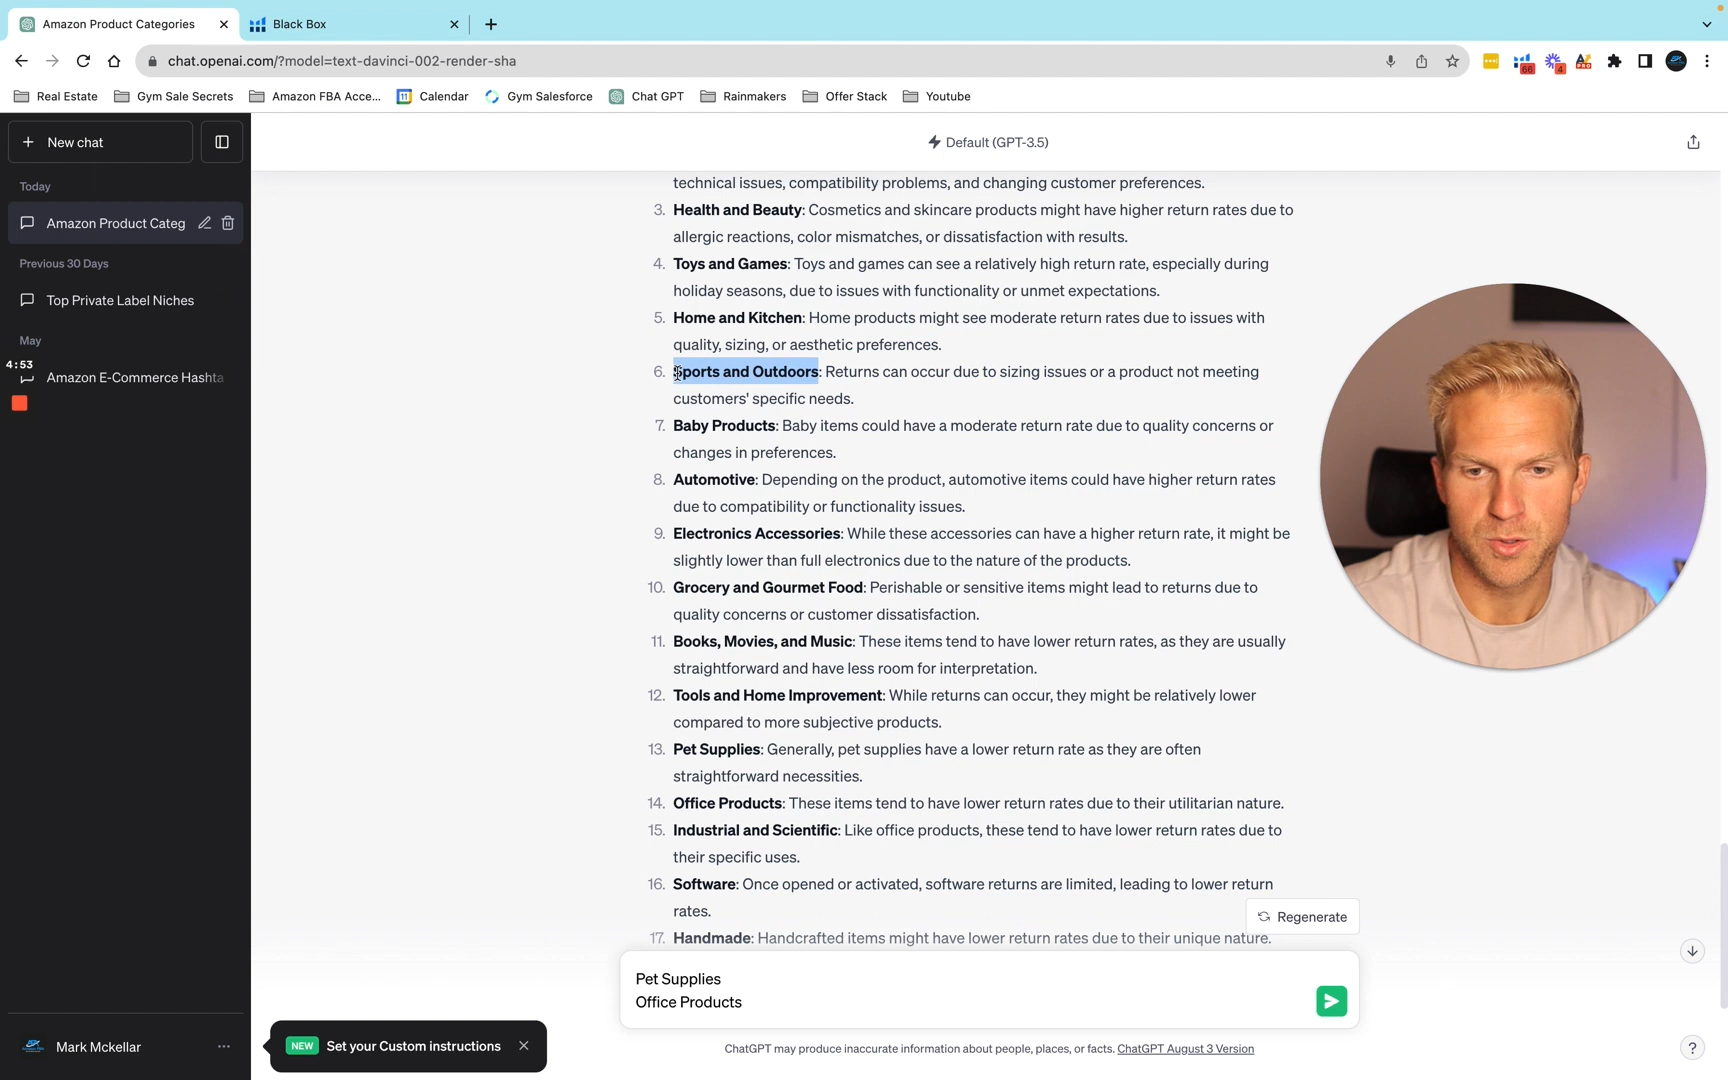 Amazon Product Categories
Black Box
chat.openai.com/?model=text-davinci-002-render-sha
66
4
PRO
Real Estate
Gym Sale Secrets
Amazon FBA Acce...
11
Calendar
Gym Salesforce
Chat GPT
Rainmakers
Offer Stack
Youtube
New chat
Default (GPT-3.5)
Today
Amazon Product Categ
Previous 30 Days
Top Private Label Niches
May
4:53
Amazon E-Commerce Hashta
technical issues, compatibility problems, and changing customer preferences.
3. Health and Beauty: Cosmetics and skincare products might have higher return rates due to
allergic reactions, color mismatches, or dissatisfaction with results.
4. Toys and Games: Toys and games can see a relatively high return rate, especially during
holiday seasons, due to issues with functionality or unmet expectations.
5. Home and Kitchen: Home products might see moderate return rates due to issues with
quality, sizing, or aesthetic preferences.
6. Sports and Outdoors: Returns can occur due to sizing issues or a product not meeting
customers' specific needs.
7. Baby Products: Baby items could have a moderate return rate due to quality concerns or
changes in preferences.
8. Automotive: Depending on the product, automotive items could have higher return rates
due to compatibility or functionality issues.
9. Electronics Accessories: While these accessories can have a higher return rate, it might be
slightly lower than full electronics due to the nature of the products.
10. Grocery and Gourmet Food: Perishable or sensitive items might lead to returns due to
quality concerns or customer dissatisfaction.
11. Books, Movies, and Music: These items tend to have lower return rates, as they are usually
straightforward and have less room for interpretation.
12. Tools and Home Improvement: While returns can occur, they might be relatively lower
compared to more subjective products.
13. Pet Supplies: Generally, pet supplies have a lower return rate as they are often
straightforward necessities.
14. Office Products: These items tend to have lower return rates due to their utilitarian nature.
15. Industrial and Scientific: Like office products, these tend to have lower return rates due to
their specific uses.
16. Software: Once opened or activated, software returns are limited, leading to lower return
rates.
Regenerate
17. Handmade: Handcrafted items might have lower return rates due to their unique nature.
Pet Supplies
Office Products
Mark Mckellar
NEW Set your Custom instructions
ChatGPT may produce inaccurate information about people, places, or facts. ChatGPT August 3 Version
?